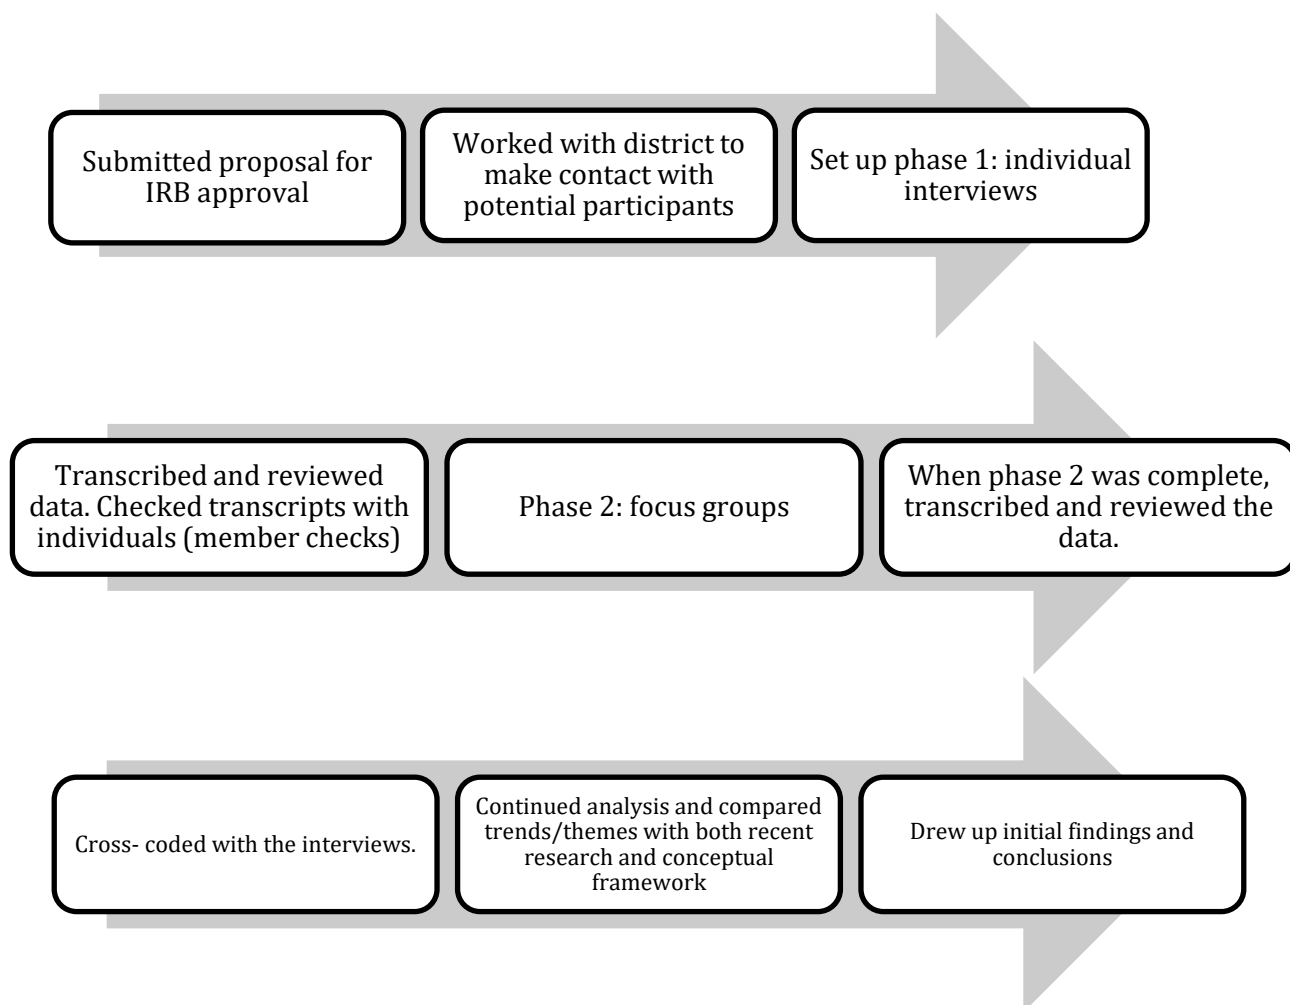 Submitted proposal for
IRB approval
Worked with district to
make contact with
potential participants
Set up phase 1: individual
interviews
Transcribed and reviewed
data. Checked transcripts with
individuals (member checks)
Phase 2: focus groups
When phase 2 was complete,
transcribed and reviewed the
data.
Cross- coded with the interviews.
Continued analysis and compared
trends/themes with both recent
research and conceptual
framework
Drew up initial findings and
conclusions